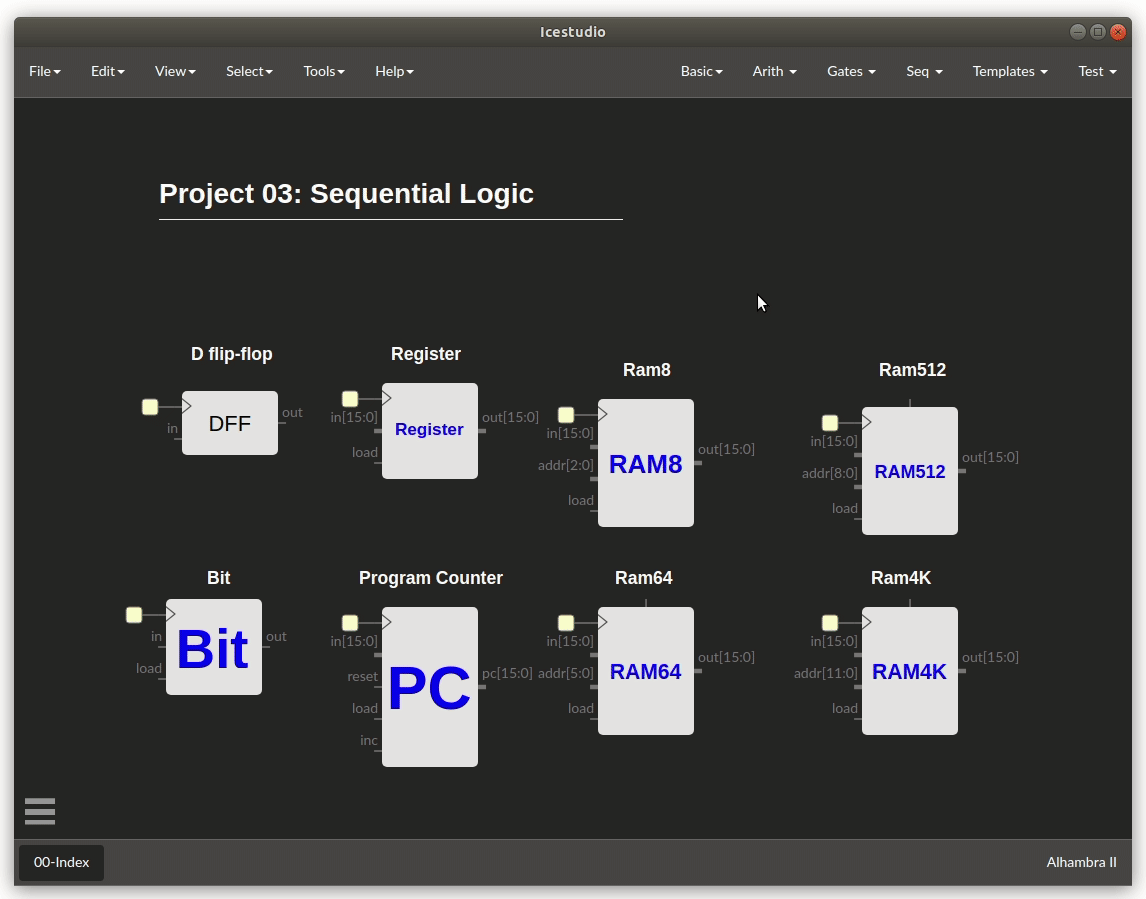 Icestudio
File Edit View Select Tools Help Basic Arith Gates Seq Templates Test
Project 03: Sequential Logic
D flip-flop
in
DFF
out
Register
in[15:0]
load
Register
out[15:0]
Ram8
in[15:0]
addr[2:0]
load
RAM8
out[15:0]
Ram512
in[15:0]
addr[8:0]
load
RAM512
out[15:0]
Bit
in
load
Bit
out
Program Counter
in[15:0]
reset
load
inc
PC
pc[15:0]
Ram64
in[15:0]
addr[5:0]
load
RAM64
out[15:0]
Ram4K
in[15:0]
addr[11:0]
load
RAM4K
out[15:0]
00-Index
Alhambra II